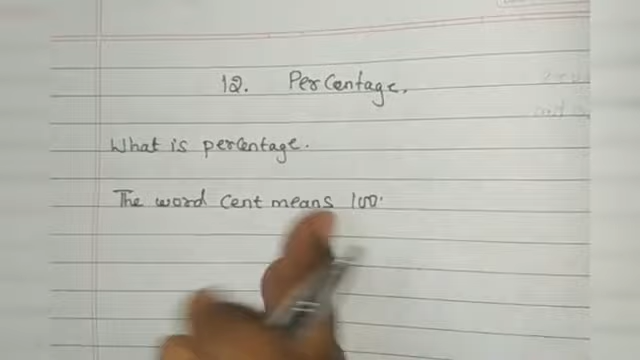 12. Percentage.
What is percentage.
The word cent means 100.